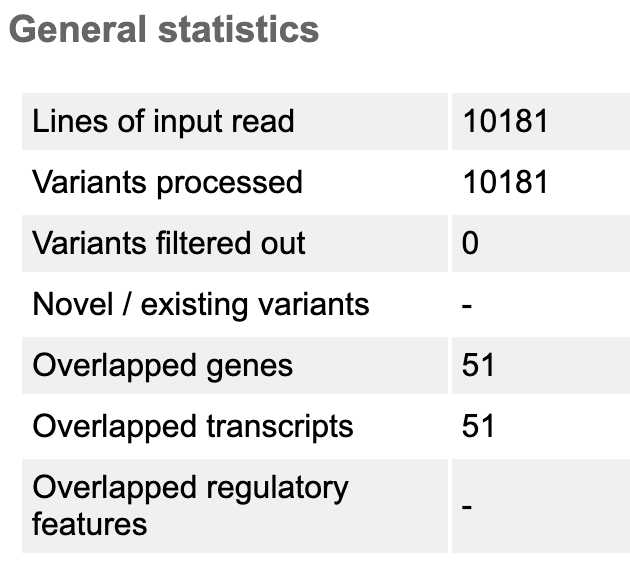 General statistics
Lines of input read 10181
Variants processed 10181
Variants filtered out 0
Novel / existing variants -
Overlapped genes 51
Overlapped transcripts 51
Overlapped regulatory
features -